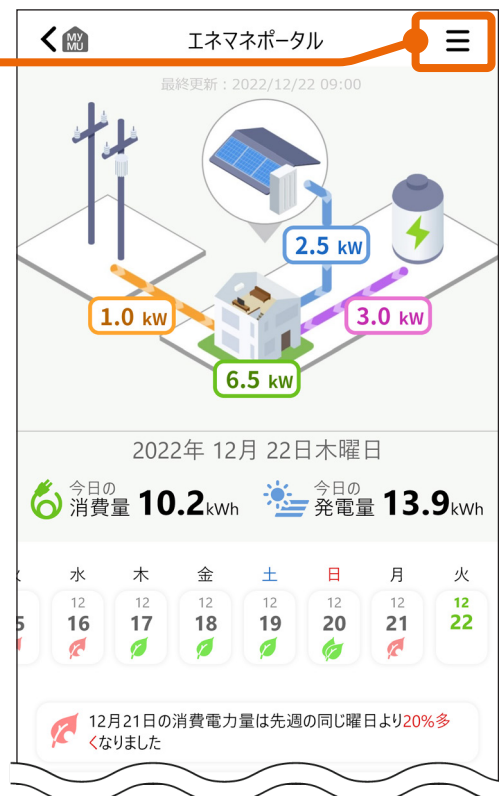 MY
MU
エネマネポータル
最終更新：2022/12/22 09:00
2.5 kW
1.0 kW
3.0 kW
6.5 kW
2022年 12月 22日木曜日
今日の
消費量 10.2kWh
今日の
発電量 13.9kWh
水 木 金 土 日 月 火
12 12 12 12 12 12 12
5 16 17 18 19 20 21 22
12月21日の消費電力量は先週の同じ曜日より20%多
くなりました